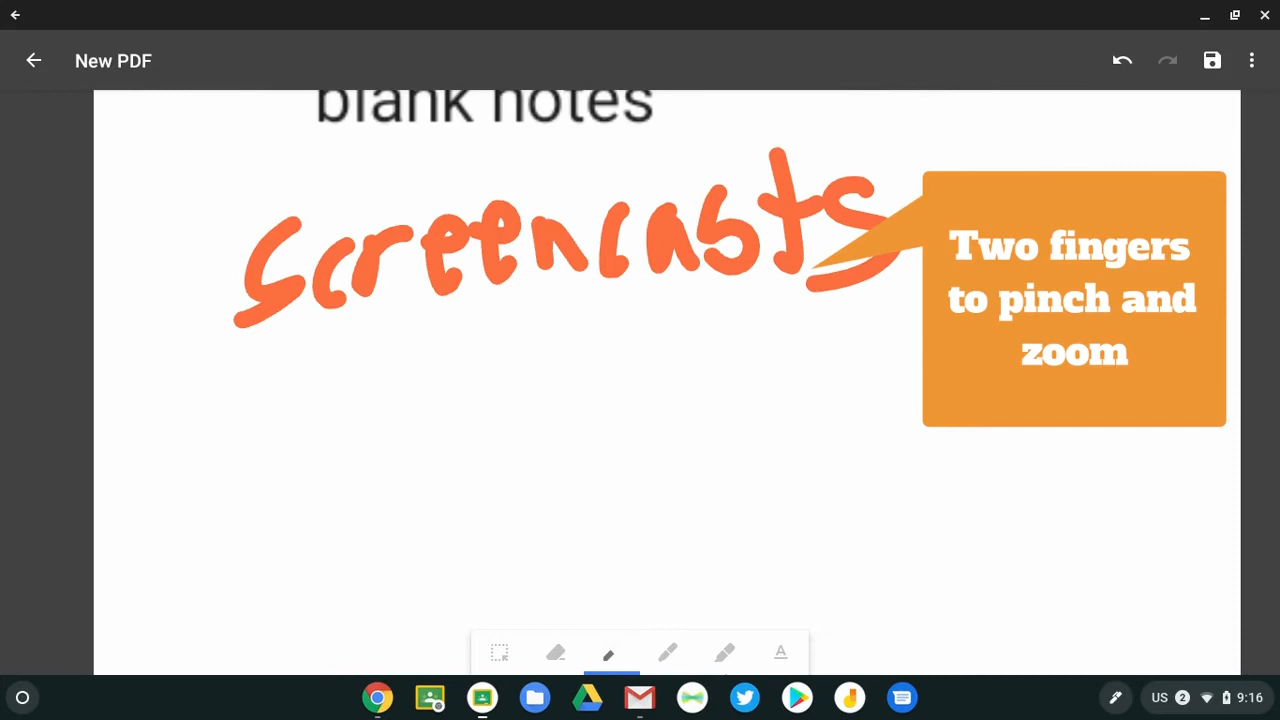 New PDF
blank notes
screencasts
Two fingers
to pinch and
zoom
A
US 2 9:16